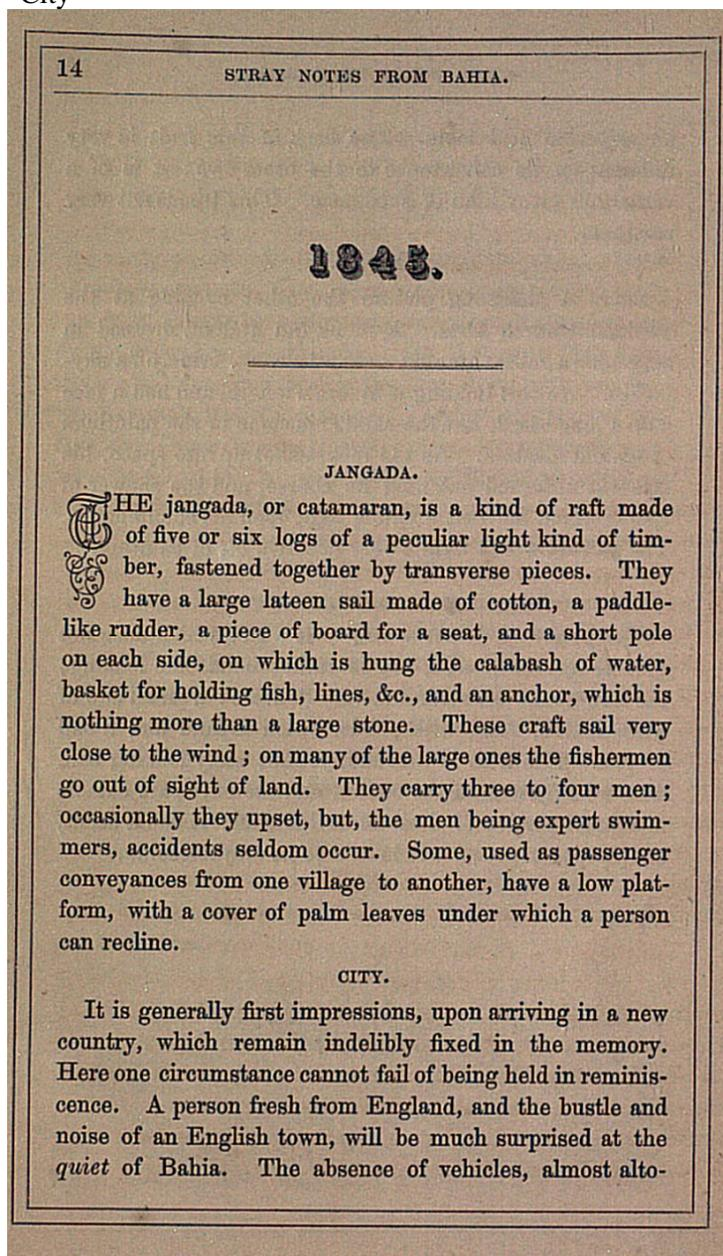 City
14
STRAY NOTES FROM BAHIA.
1845.
JANGADA.
THE jangada, or catamaran, is a kind of raft made
of five or six logs of a peculiar light kind of tim-
ber, fastened together by transverse pieces. They
have a large lateen sail made of cotton, a paddle-
like rudder, a piece of board for a seat, and a short pole
on each side, on which is hung the calabash of water,
basket for holding fish, lines, &c., and an anchor, which is
nothing more than a large stone. These craft sail very
close to the wind; on many of the large ones the fishermen
go out of sight of land. They carry three to four men;
occasionally they upset, but, the men being expert swim-
mers, accidents seldom occur. Some, used as passenger
conveyances from one village to another, have a low plat-
form, with a cover of palm leaves under which a person
can recline.
CITY.
It is generally first impressions, upon arriving in a new
country, which remain indelibly fixed in the memory.
Here one circumstance cannot fail of being held in reminis-
cence. A person fresh from England, and the bustle and
noise of an English town, will be much surprised at the
quiet of Bahia. The absence of vehicles, almost alto-